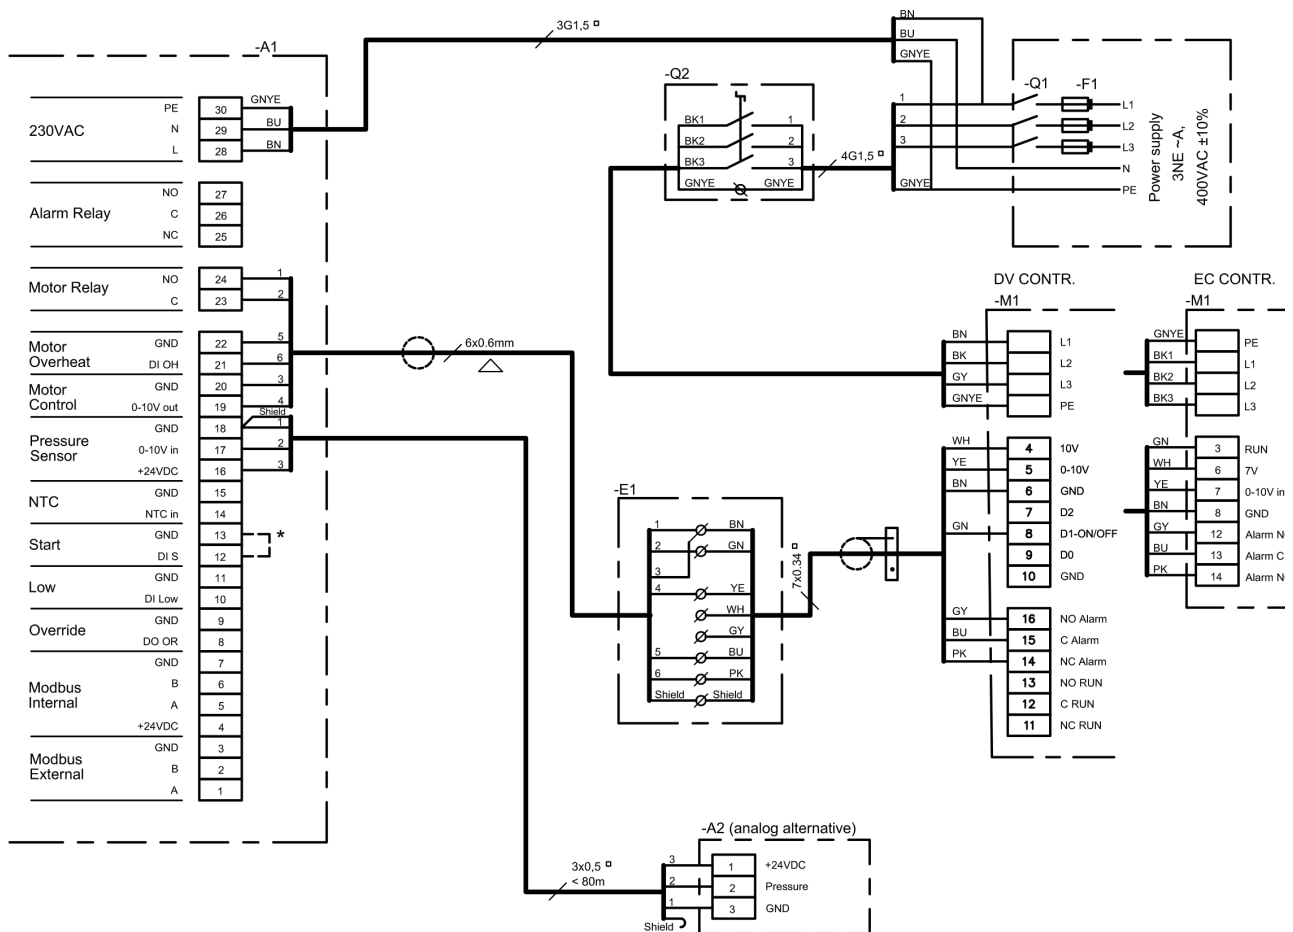 -A1
230VAC
PE 30 GNYE
N 29 BU
L 28 BN
Alarm Relay
NO 27
C 26
NC 25
Motor Relay
NO 24 1
C 23 2
Motor
Overheat
GND 22 5
DI OH 21 6
Motor
Control
GND 20 3
0-10V out 19 4
Shield
Pressure
Sensor
GND 18 1
0-10V in 17 2
+24VDC 16 3
NTC
GND 15
NTC in 14
Start
GND 13 *
DI S 12
Low
GND 11
DI Low 10
Override
GND 9
DO OR 8
Modbus
Internal
GND 7
B 6
A 5
+24VDC 4
Modbus
External
GND 3
B 2
A 1
3G1,5
BN
BU
GNYE
-Q2
BK1 1
BK2 2
BK3 3
GNYE GNYE
4G1,5
1
2
3
GNYE
-Q1 -F1
L1
L2
L3
N
PE
Power supply
3NE ~A,
400VAC ±10%
6x0.6mm
-E1
1 BN
2 GN
3
4 YE
WH
GY
5 BU
6 PK
Shield Shield
7x0.34
DV CONTR.
-M1
BN L1
BK L2
GY L3
GNYE PE
WH 4 10V
YE 5 0-10V
BN 6 GND
7 D2
GN 8 D1-ON/OFF
9 D0
10 GND
GY 16 NO Alarm
BU 15 C Alarm
PK 14 NC Alarm
13 NO RUN
12 C RUN
11 NC RUN
EC CONTR.
-M1
GNYE PE
BK1 L1
BK2 L2
BK3 L3
GN 3 RUN
WH 6 7V
YE 7 0-10V in
BN 8 GND
GY 12 Alarm
BU 13 Alarm C
PK 14 Alarm
3x0,5
< 80m
-A2 (analog alternative)
3 1 +24VDC
2 2 Pressure
1 3 GND
Shield